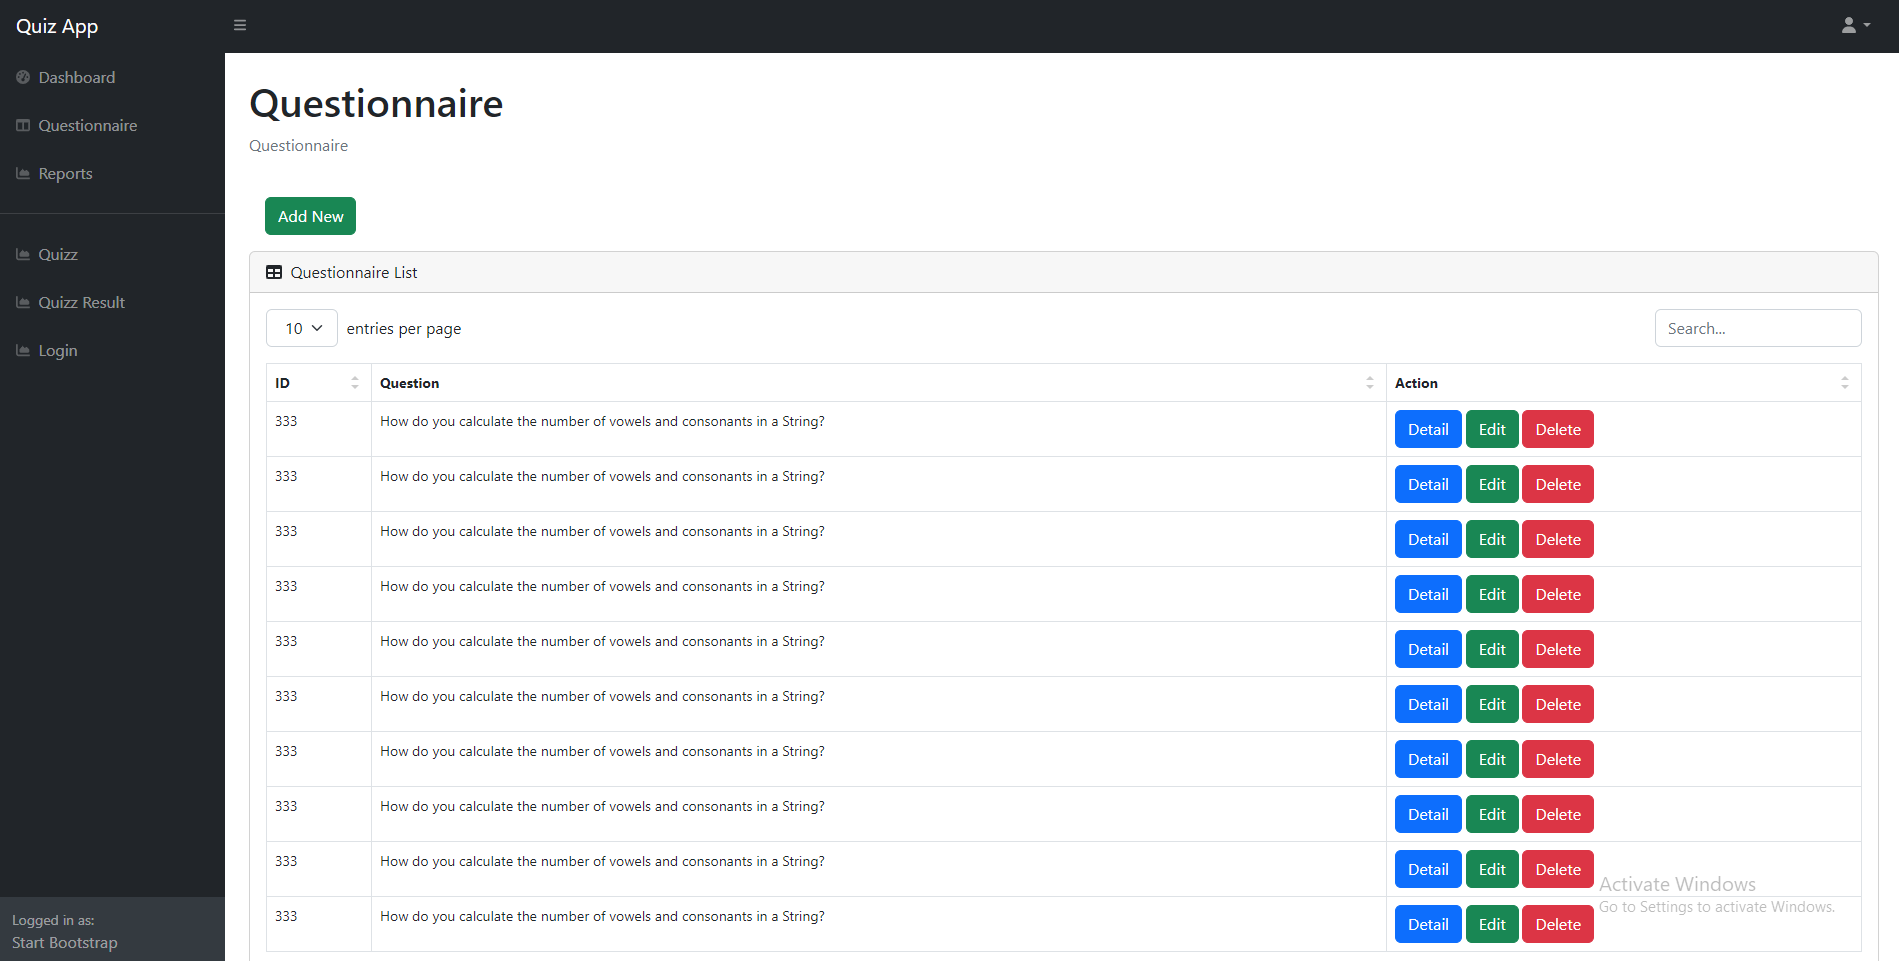 Quiz App
Dashboard
Questionnaire
Reports
Quizz
Quizz Result
Login
Logged in as:
Start Bootstrap
Questionnaire
Questionnaire
Add New
Questionnaire List
10 entries per page Search...
ID Question Action
333 How do you calculate the number of vowels and consonants in a String? Detail Edit Delete
333 How do you calculate the number of vowels and consonants in a String? Detail Edit Delete
333 How do you calculate the number of vowels and consonants in a String? Detail Edit Delete
333 How do you calculate the number of vowels and consonants in a String? Detail Edit Delete
333 How do you calculate the number of vowels and consonants in a String? Detail Edit Delete
333 How do you calculate the number of vowels and consonants in a String? Detail Edit Delete
333 How do you calculate the number of vowels and consonants in a String? Detail Edit Delete
333 How do you calculate the number of vowels and consonants in a String? Detail Edit Delete
333 How do you calculate the number of vowels and consonants in a String? Detail Edit Delete
333 How do you calculate the number of vowels and consonants in a String? Detail Edit Delete
Activate Windows
Go to Settings to activate Windows.